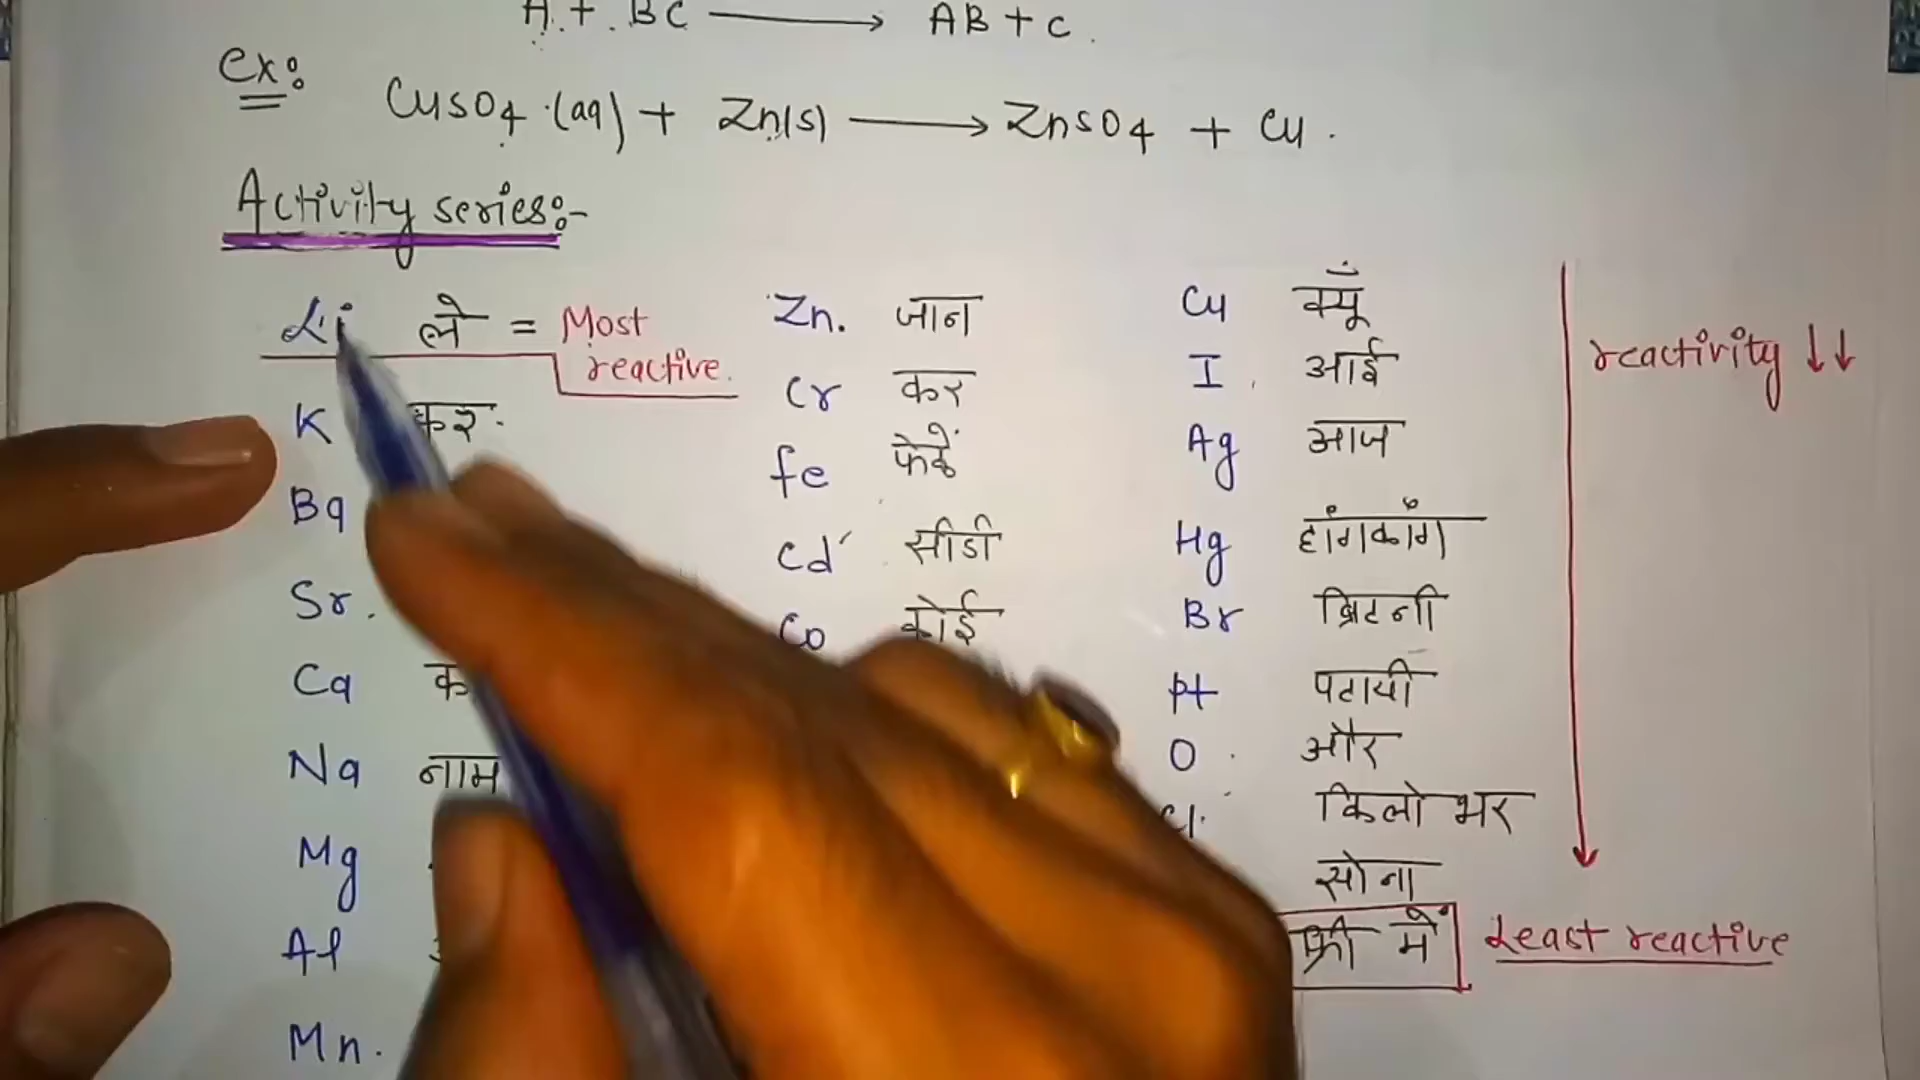 A + BC → AB + C.
ex:
CuSO4 (aq) + Zn(s) → ZnSO4 + Cu.
Activity series:-
Li ले = Most reactive.
K कर
Ba
Sr.
Ca
Na नाम
Mg
Al
Mn.
Zn. जान
Cr कर
fe फेंके
Cd सीडी
Co कोई
Cu क्यूँ
I आई
Ag आज
Hg हांगकांग
Br ब्रिटनी
Pt पटायी
O और
Cl किलो भर
सोना
फ्री में Least reactive
reactivity ↓↓